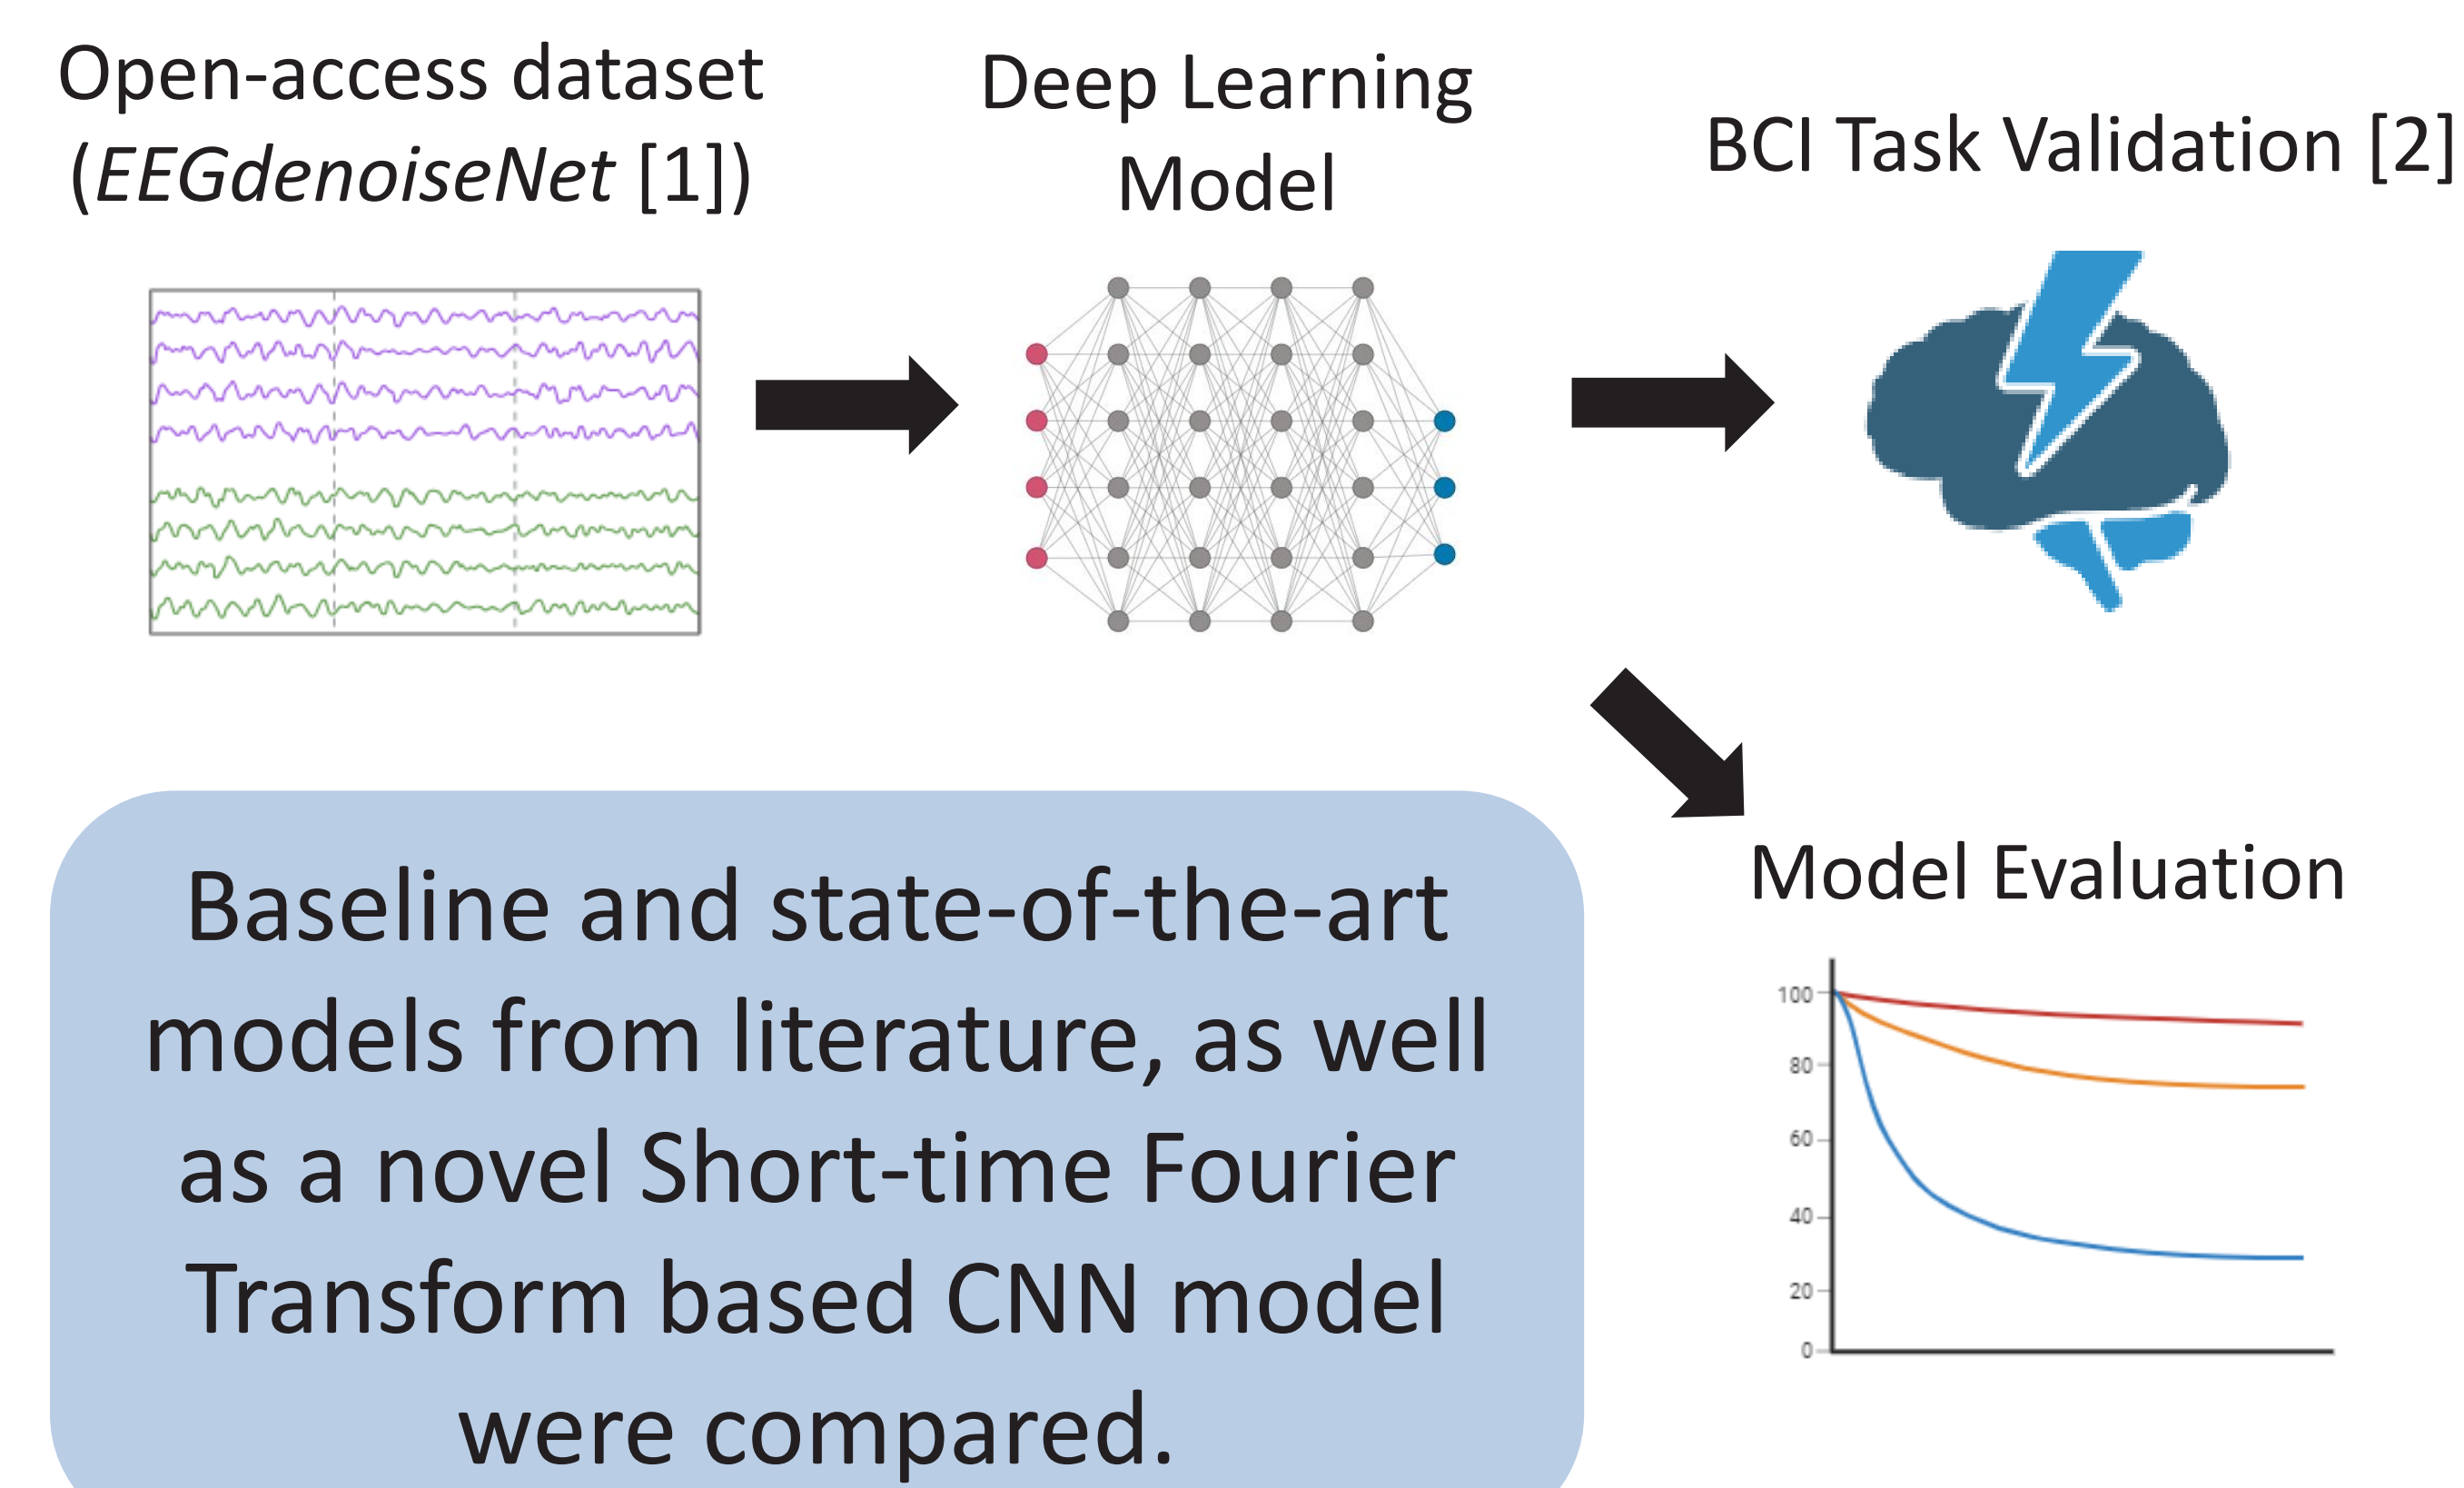 Open-access dataset
(EEGdenoiseNet [1])
Deep Learning
Model
BCI Task Validation [2]
Baseline and state-of-the-art
models from literature, as well
as a novel Short-time Fourier
Transform based CNN model
were compared.
Model Evaluation
100
80
60
40
20
0